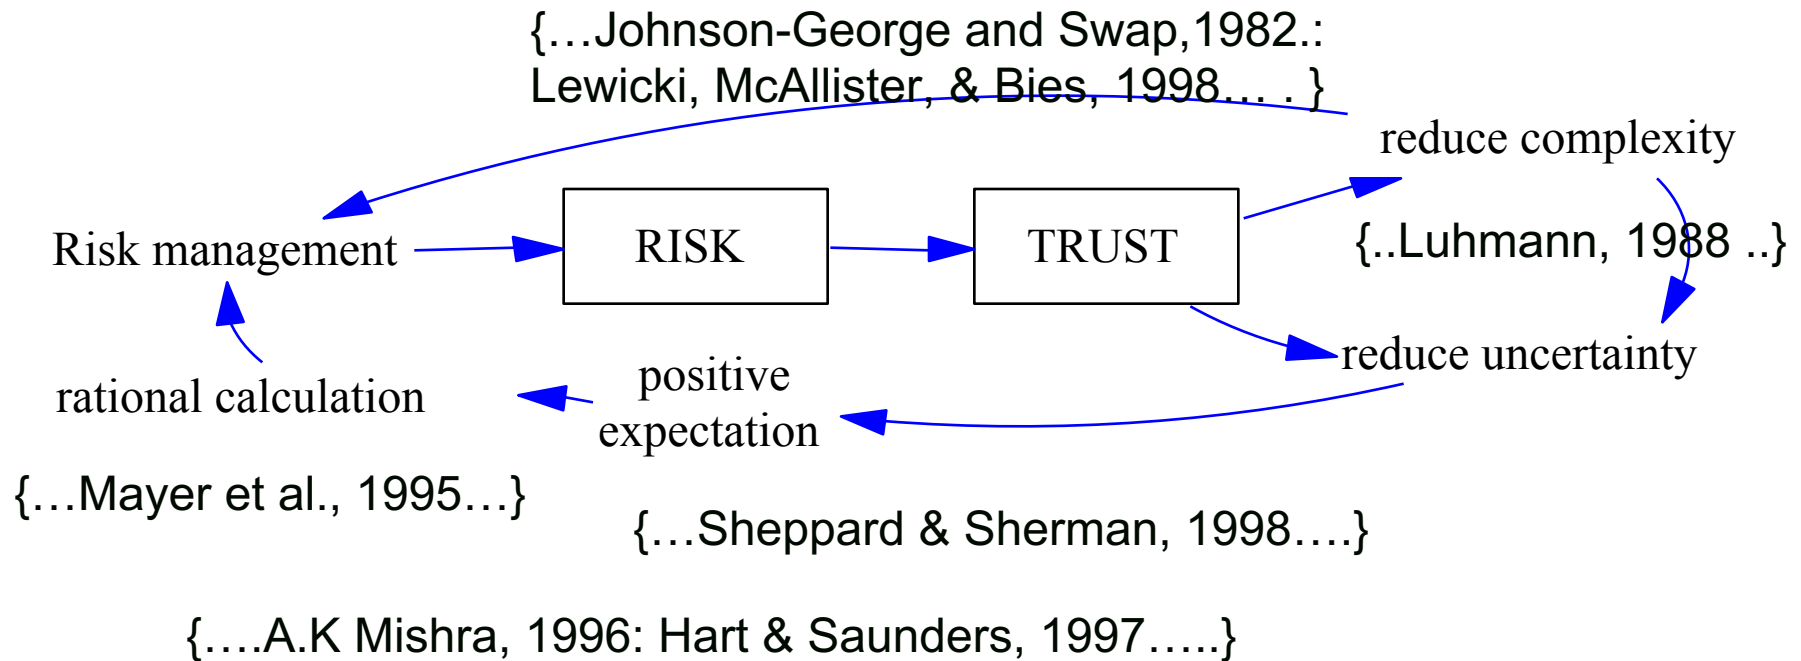 {…Johnson-George and Swap,1982.:
Lewicki, McAllister, & Bies, 1998… . }
reduce complexity
Risk management
RISK
TRUST
{..Luhmann, 1988 ..}
reduce uncertainty
positive
expectation
rational calculation
{…Mayer et al., 1995…}
{…Sheppard & Sherman, 1998….}
{….A.K Mishra, 1996: Hart & Saunders, 1997…..}